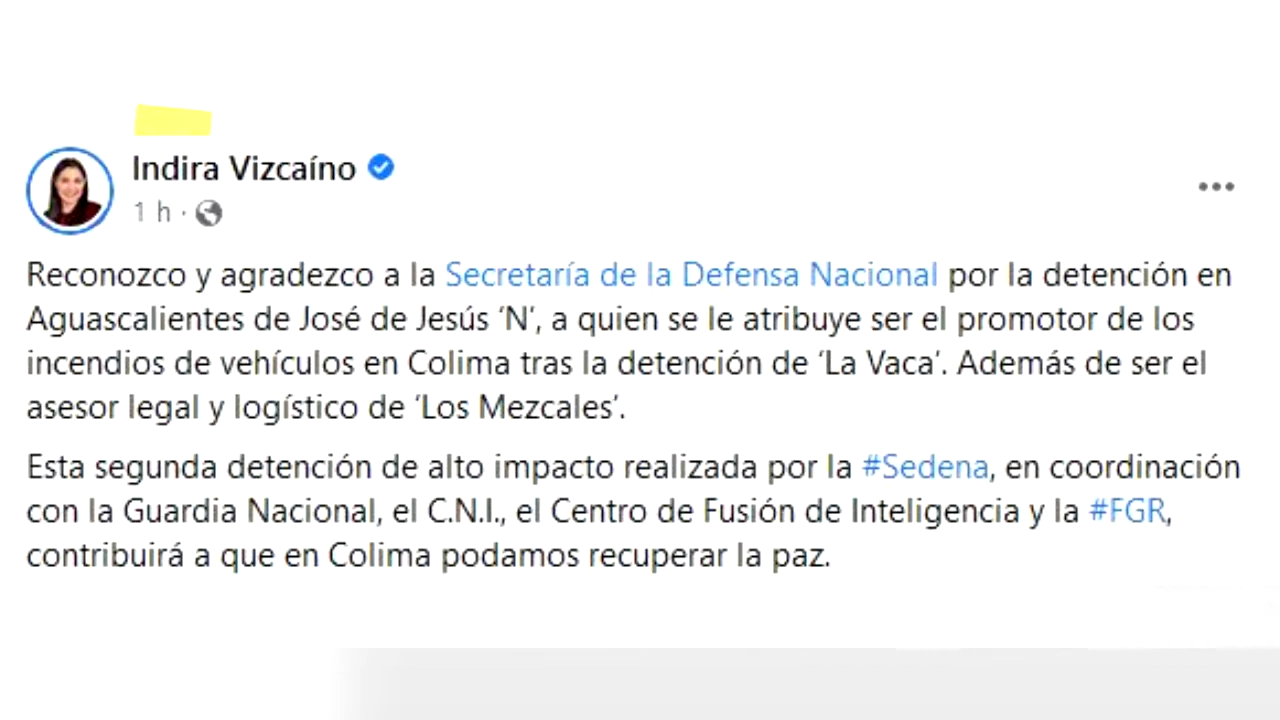 Indira Vizcaíno
1 h ·
Reconozco y agradezco a la Secretaría de la Defensa Nacional por la detención en
Aguascalientes de José de Jesús ‘N’, a quien se le atribuye ser el promotor de los
incendios de vehículos en Colima tras la detención de ‘La Vaca’. Además de ser el
asesor legal y logístico de ‘Los Mezcales’.
Esta segunda detención de alto impacto realizada por la #Sedena, en coordinación
con la Guardia Nacional, el C.N.I., el Centro de Fusión de Inteligencia y la #FGR,
contribuirá a que en Colima podamos recuperar la paz.